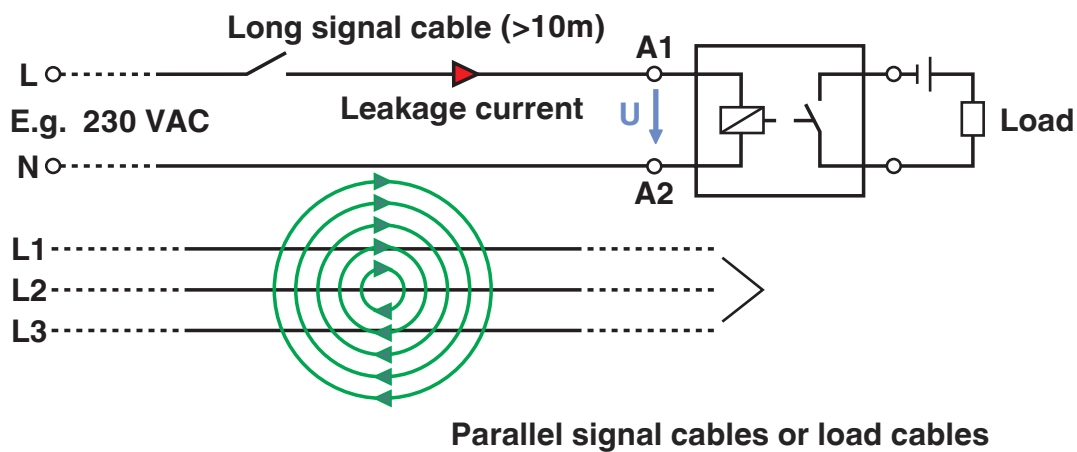 Long signal cable (>10m)
A1
L
Leakage current
E.g. 230 VAC
U
Load
N
A2
L1
L2
L3
Parallel signal cables or load cables